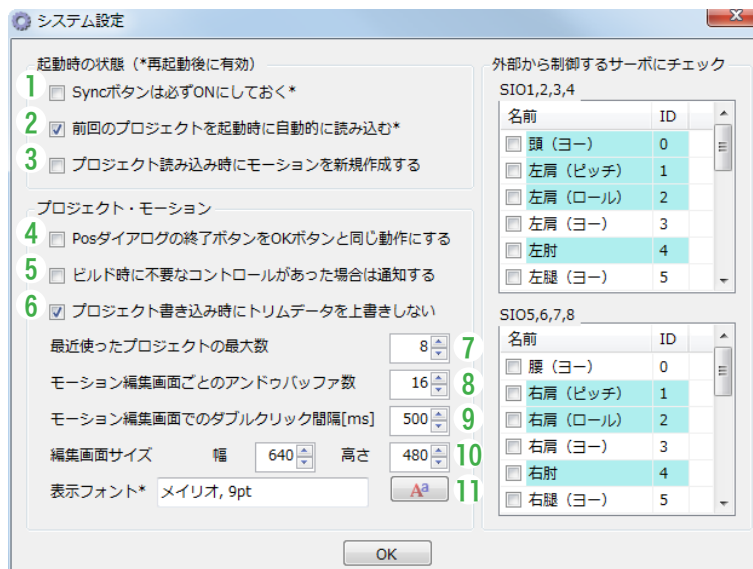 システム設定
起動時の状態（*再起動後に有効）
1 Syncボタンは必ずONにしておく*
2 前回のプロジェクトを起動時に自動的に読み込む*
3 プロジェクト読み込み時にモーションを新規作成する
プロジェクト・モーション
4 Posダイアログの終了ボタンをOKボタンと同じ動作にする
5 ビルド時に不要なコントロールがあった場合は通知する
6 プロジェクト書き込み時にトリムデータを上書きしない
最近使ったプロジェクトの最大数 8 7
モーション編集画面ごとのアンドゥバッファ数 16 8
モーション編集画面でのダブルクリック間隔[ms] 500 9
編集画面サイズ 幅 640 高さ 480 10
表示フォント* メイリオ, 9pt Aa 11
外部から制御するサーボにチェック
SIO1,2,3,4
名前 ID
頭（ヨー） 0
左肩（ピッチ） 1
左肩（ロール） 2
左肩（ヨー） 3
左肘 4
左腿（ヨー） 5
SIO5,6,7,8
名前 ID
腰（ヨー） 0
右肩（ピッチ） 1
右肩（ロール） 2
右肩（ヨー） 3
右肘 4
右腿（ヨー） 5
OK